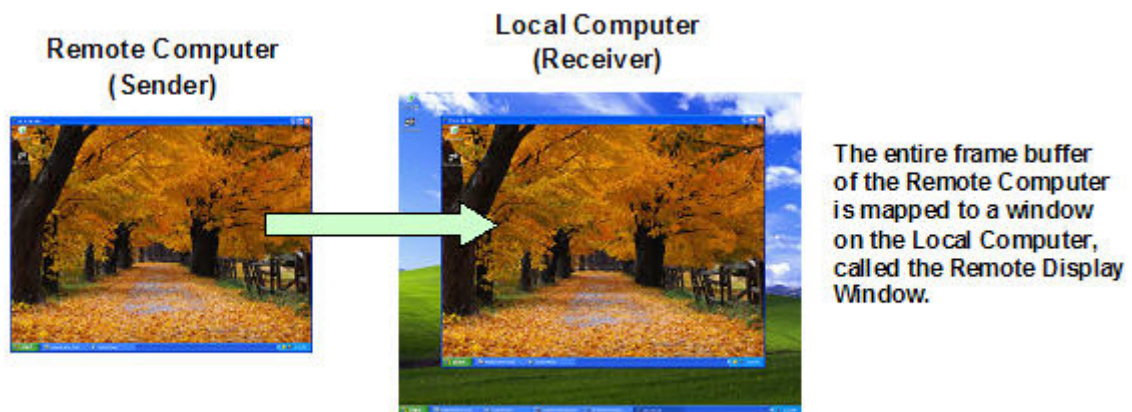 Remote Computer
(Sender)
Local Computer
(Receiver)
The entire frame buffer
of the Remote Computer
is mapped to a window
on the Local Computer,
called the Remote Display
Window.